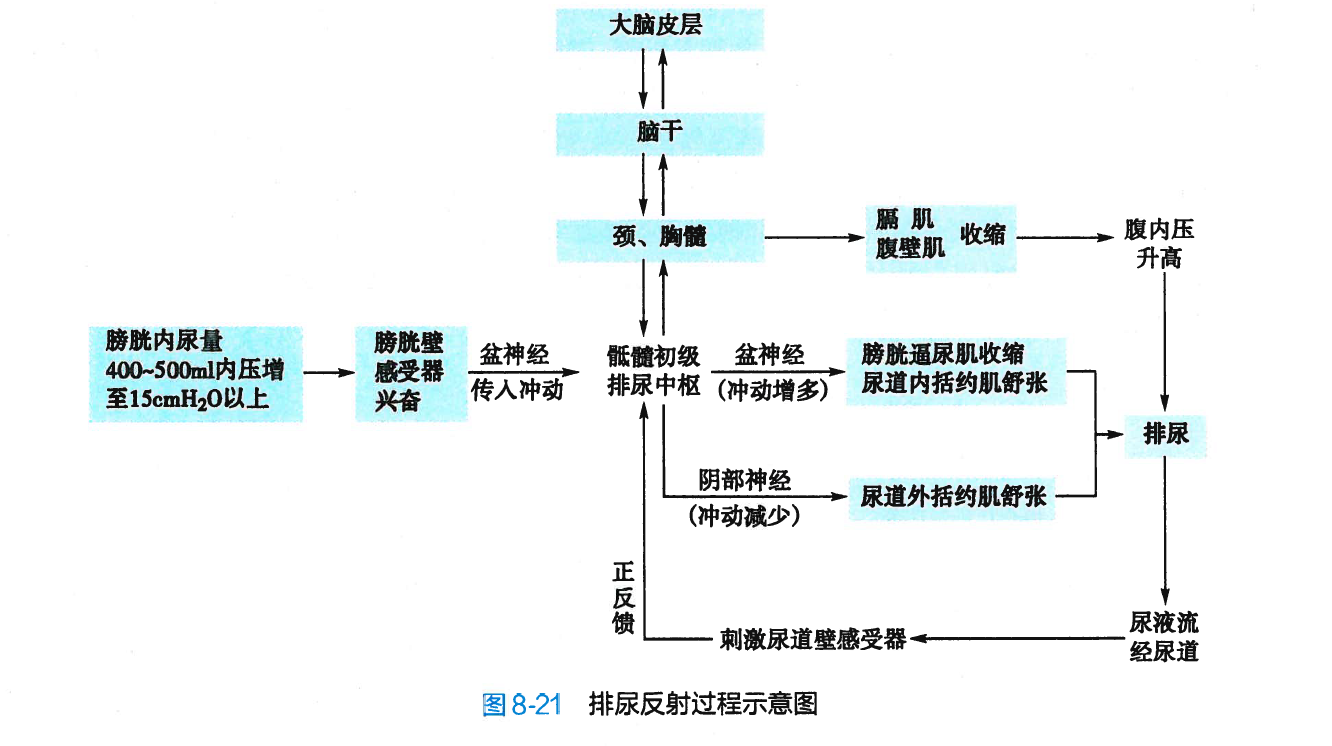 大脑皮层
脑干
颈、胸髓
膈 肌
腹壁肌
收缩
腹内压
升高
膀胱内尿量
400~500ml内压增
至15cmH₂O以上
膀胱壁
感受器
兴奋
盆神经
传入冲动
骶髓初级
排尿中枢
盆神经
(冲动增多)
膀胱逼尿肌收缩
尿道内括约肌舒张
排尿
阴部神经
(冲动减少)
尿道外括约肌舒张
正
反
馈
刺激尿道壁感受器
尿液流
经尿道
图8-21 排尿反射过程示意图